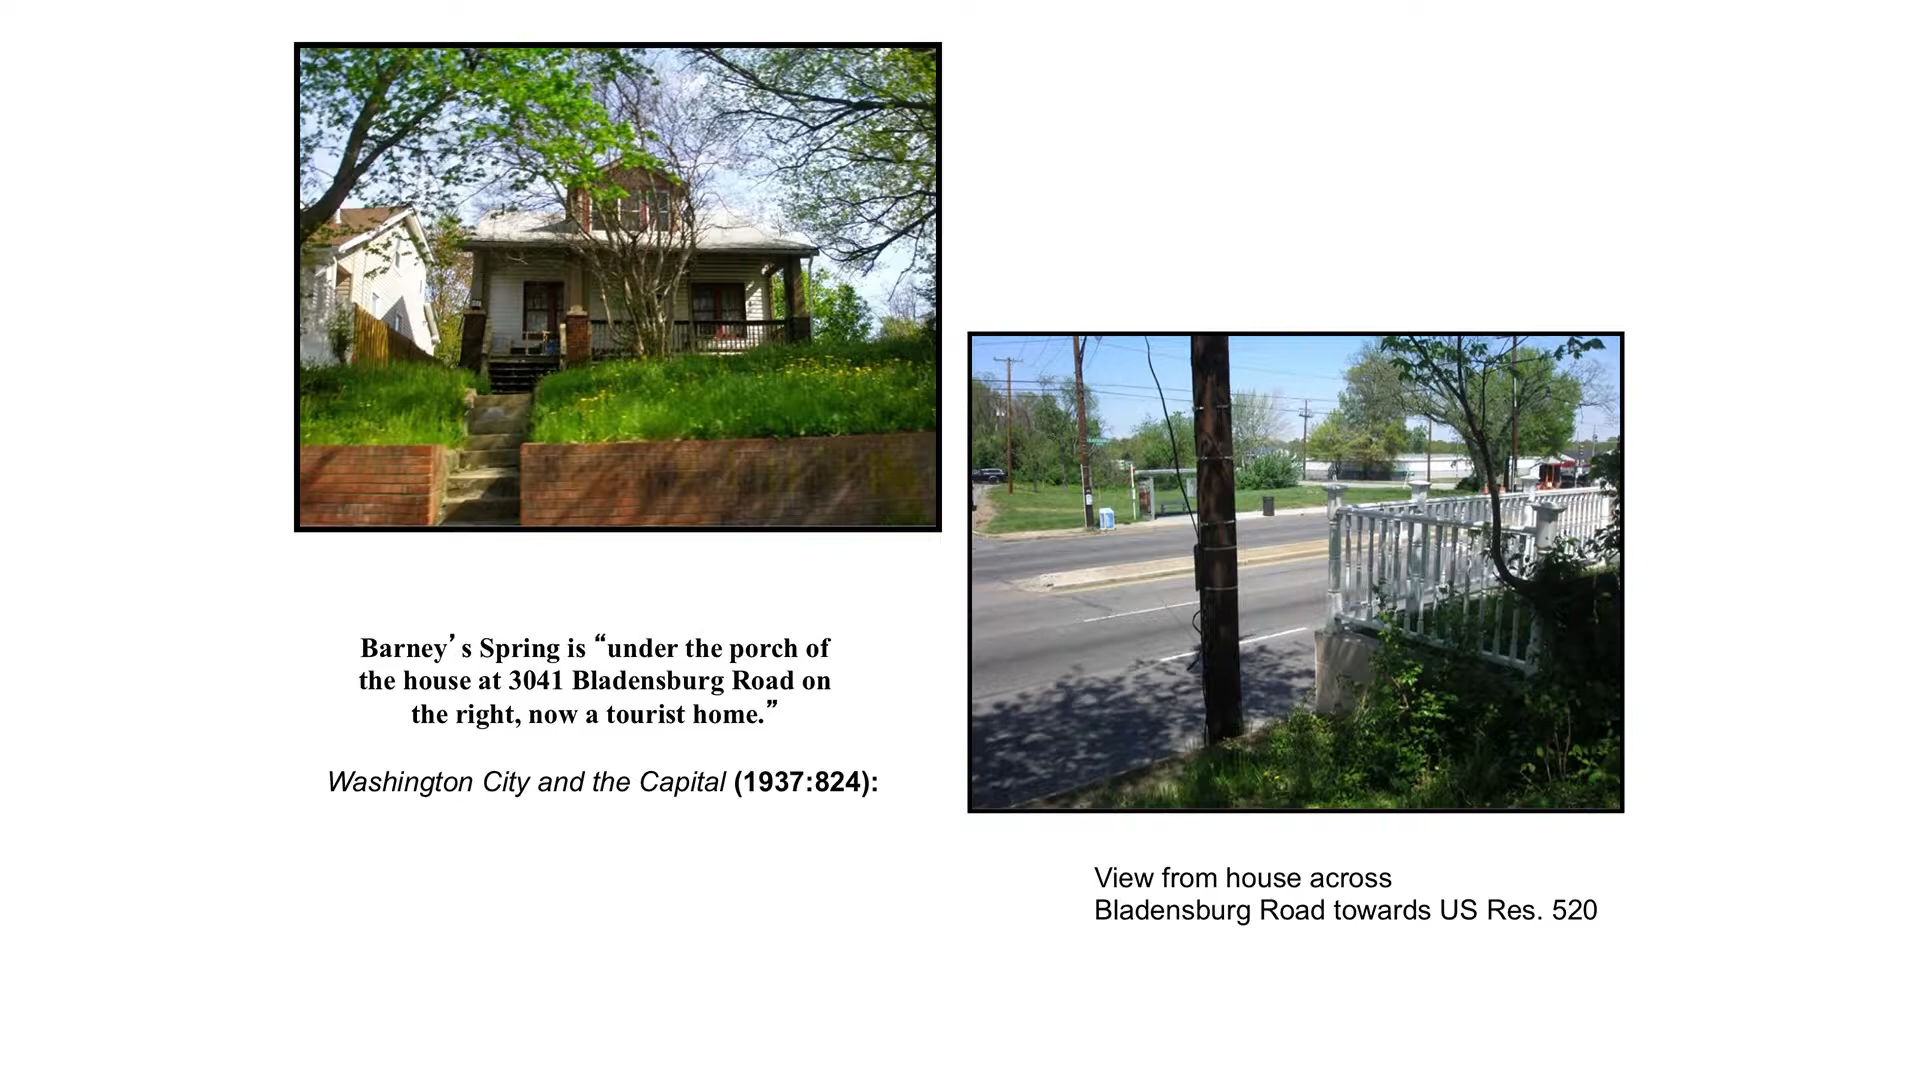 Barney’s Spring is “under the porch of
the house at 3041 Bladensburg Road on
the right, now a tourist home.”
Washington City and the Capital (1937:824):
View from house across
Bladensburg Road towards US Res. 520